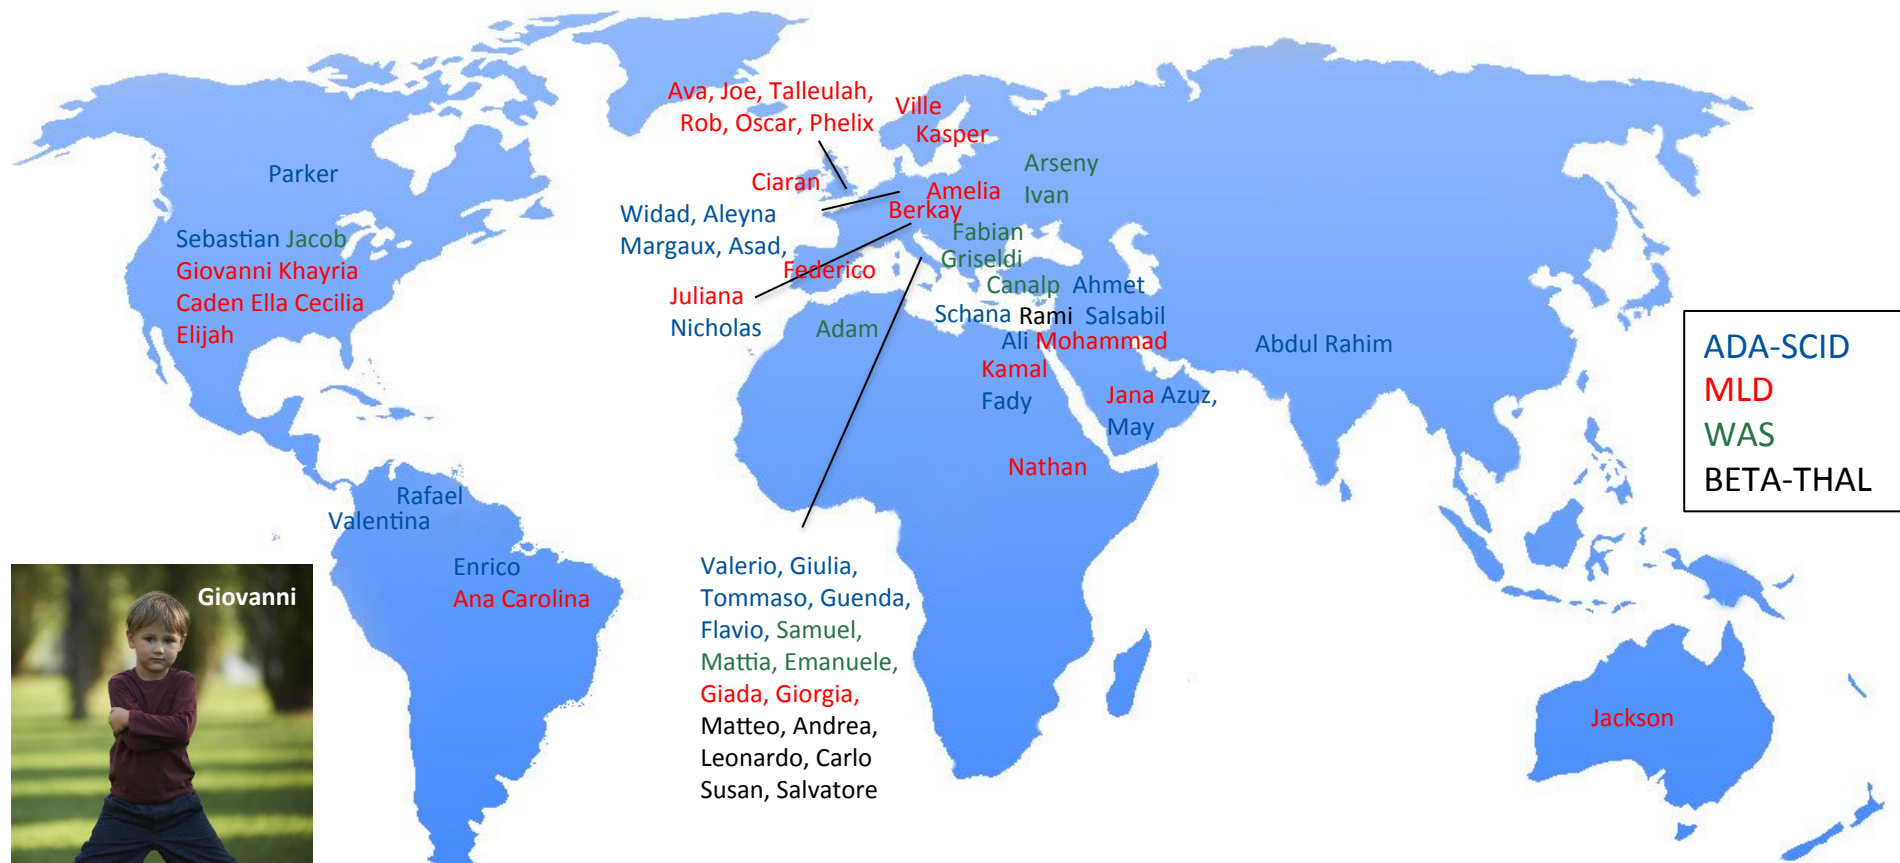 Ava, Joe, Talleulah,
Rob, Oscar, Phelix
Ville
Kasper
Parker
Ciaran
Arseny
Ivan
Amelia
Berkay
Widad, Aleyna
Margaux, Asad,
Sebastian Jacob
Giovanni Khayria
Caden Ella Cecilia
Elijah
Fabian
Griseldi
Federico
Canalp
Ahmet
Juliana
Nicholas
Adam
Schana
Rami
Salsabil
Ali Mohammad
Kamal
Fady
Abdul Rahim
Jana Azuz,
May
Nathan
ADA-SCID
MLD
WAS
BETA-THAL
Rafael
Valentina
Enrico
Ana Carolina
Giovanni
Valerio, Giulia,
Tommaso, Guenda,
Flavio, Samuel,
Mattia, Emanuele,
Giada, Giorgia,
Matteo, Andrea,
Leonardo, Carlo
Susan, Salvatore
Jackson